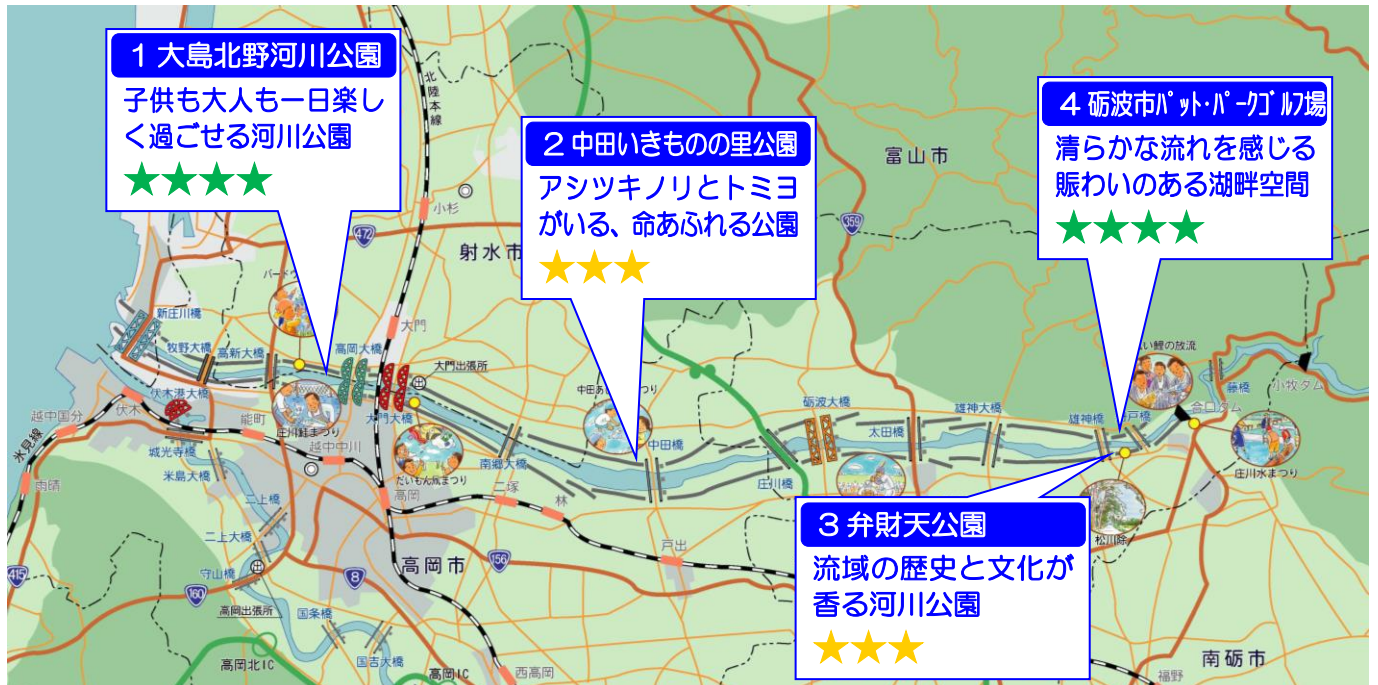 1 大島北野河川公園
子供も大人も一日楽し
く過ごせる河川公園
★★★★
2 中田いきものの里公園
アシツキノリとトミヨ
がいる、命あふれる公園
★★★
4 砺波市パット・パークゴルフ場
清らかな流れを感じる
賑わいのある湖畔空間
★★★★
3 弁財天公園
流域の歴史と文化が
香る河川公園
★★★
北陸本線
小杉
472
射水市
富山市
359
新庄川橋
牧野大橋
高新大橋
高岡大橋
大門
大門出張所
伏木港大橋
伏木
越中国分
氷見線
雨晴
能町
庄川鮭まつり
大門大橋
越中中川
城光寺橋
米島大橋
だいもん凧まつり
南郷大橋
中田橋
砺波大橋
雄神大橋
太田橋
雄神橋
藤橋
小牧ダム
合口ダム
庄川水まつり
庄川橋
松川除
二上橋
二上大橋
守山橋
高岡
二塚
林
戸出
高岡市
156
8
415
160
高岡出張所
国条橋
国吉大橋
高岡北IC
高岡IC
西高岡
南砺市
福野